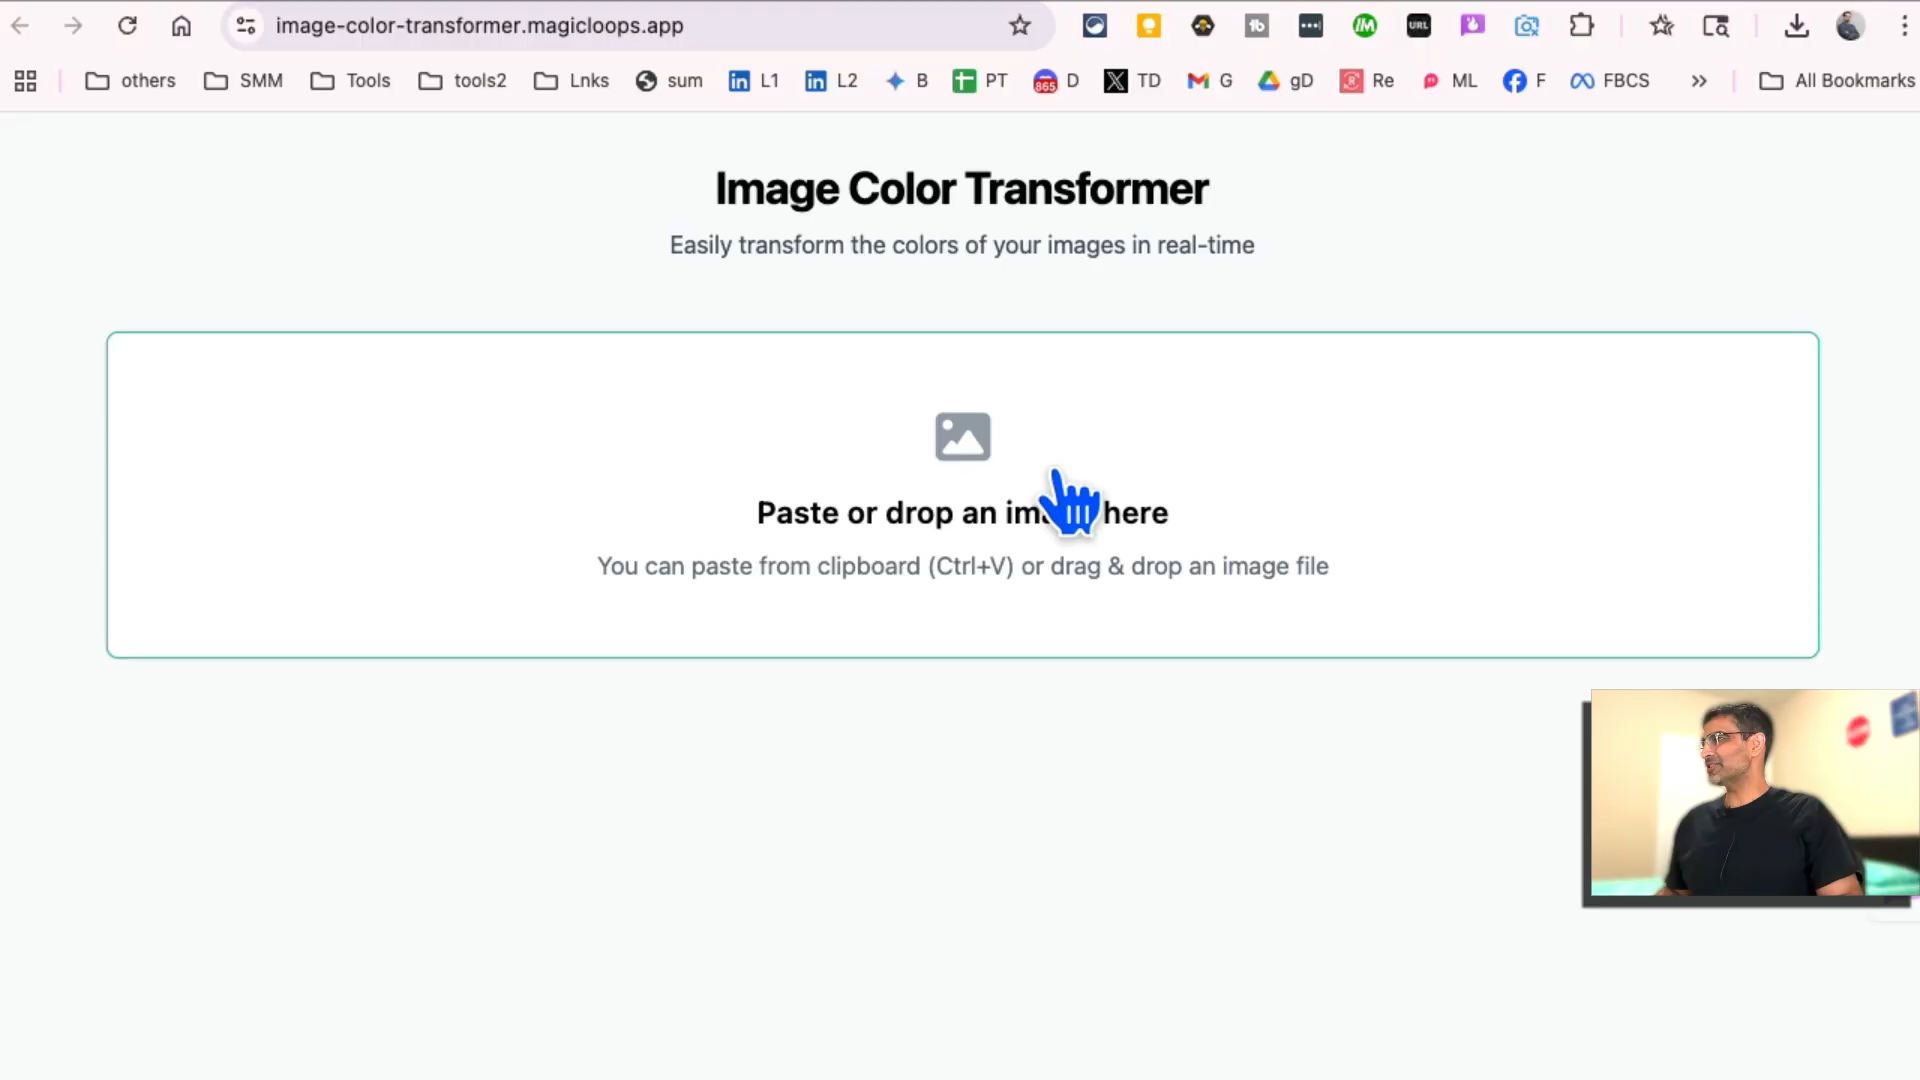 image-color-transformer.magicloops.app
URL
others SMM Tools tools2 Lnks sum L1 L2 B PT 865 D TD G gD Re ML F FBCS >> All Bookmarks
Image Color Transformer
Easily transform the colors of your images in real-time
Paste or drop an here
You can paste from clipboard (Ctrl+V) or drag & drop an image file